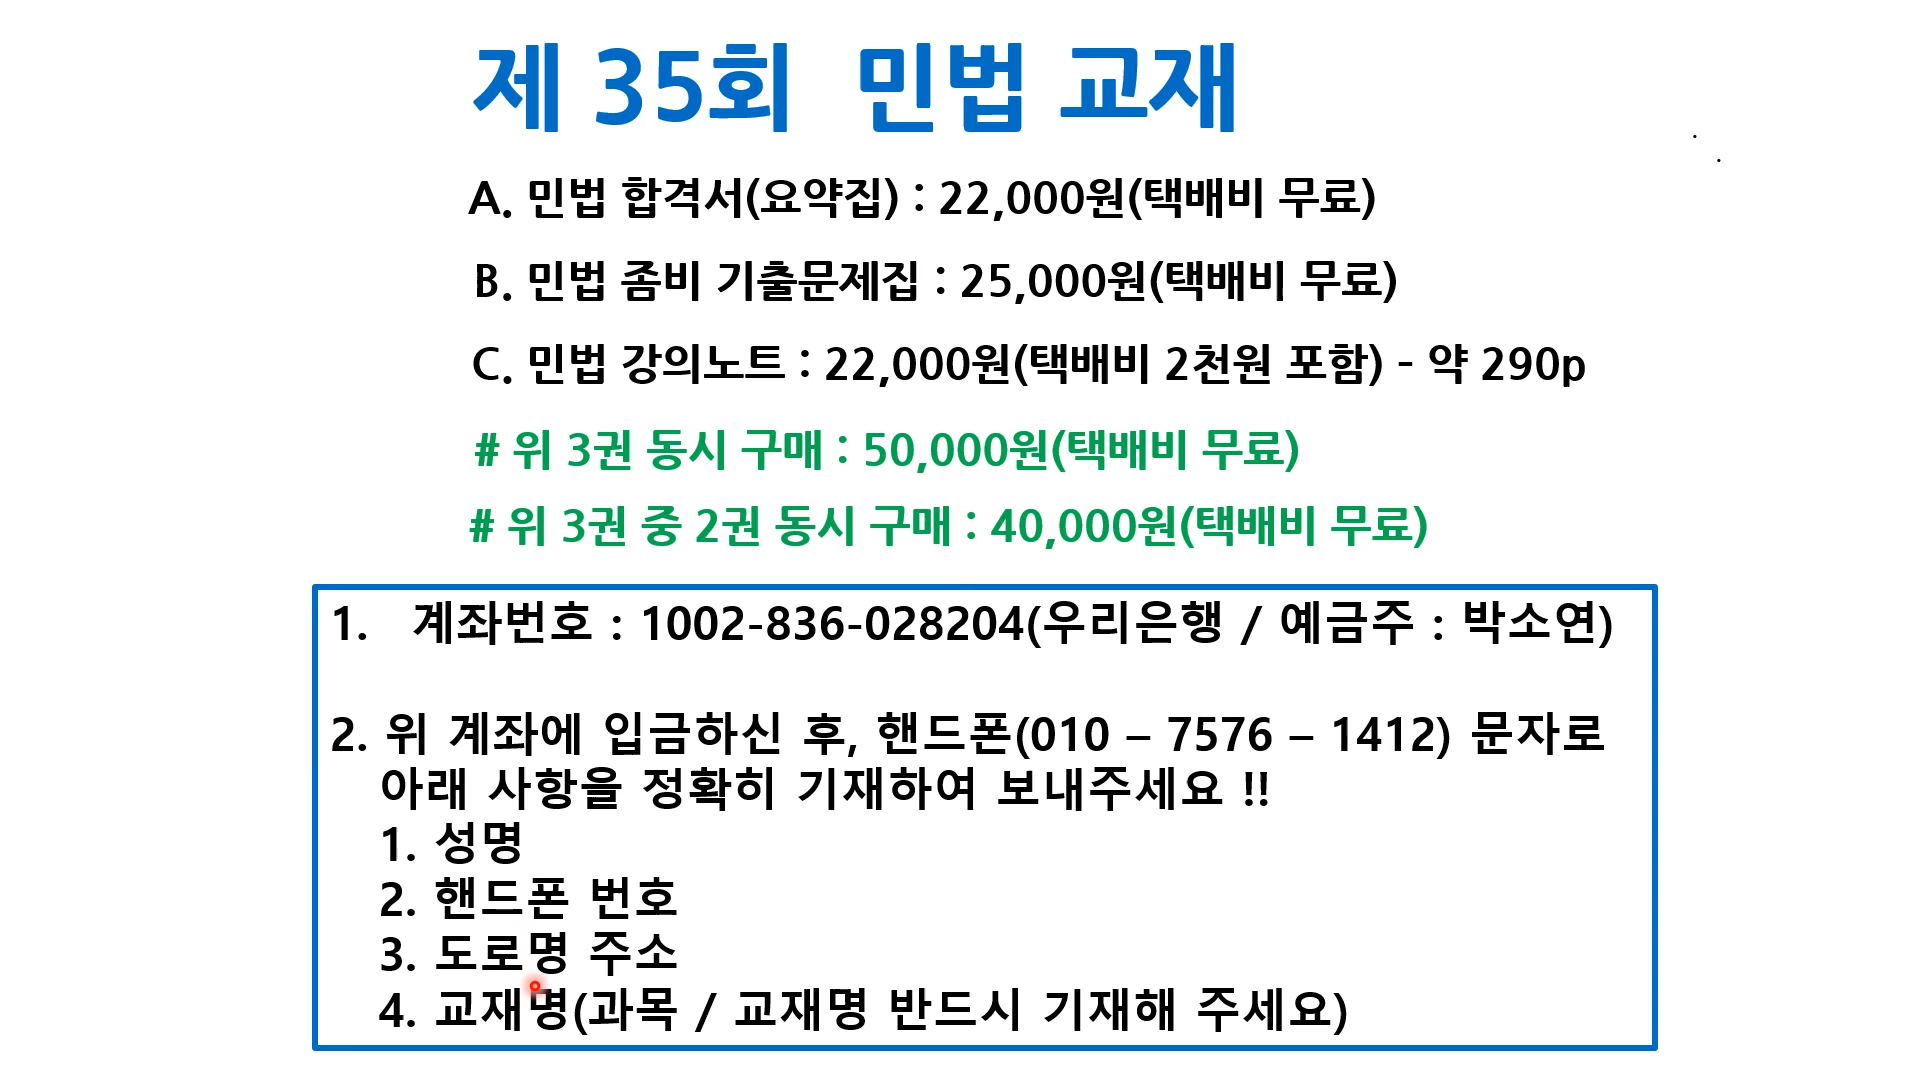 제 35회 민법 교재
A. 민법 합격서(요약집) : 22,000원(택배비 무료)
B. 민법 좀비 기출문제집 : 25,000원(택배비 무료)
C. 민법 강의노트 : 22,000원(택배비 2천원 포함) - 약 290p
# 위 3권 동시 구매 : 50,000원(택배비 무료)
# 위 3권 중 2권 동시 구매 : 40,000원(택배비 무료)
1. 계좌번호 : 1002-836-028204(우리은행 / 예금주 : 박소연)
2. 위 계좌에 입금하신 후, 핸드폰(010 – 7576 – 1412) 문자로
아래 사항을 정확히 기재하여 보내주세요 !!
1. 성명
2. 핸드폰 번호
3. 도로명 주소
4. 교재명(과목 / 교재명 반드시 기재해 주세요)